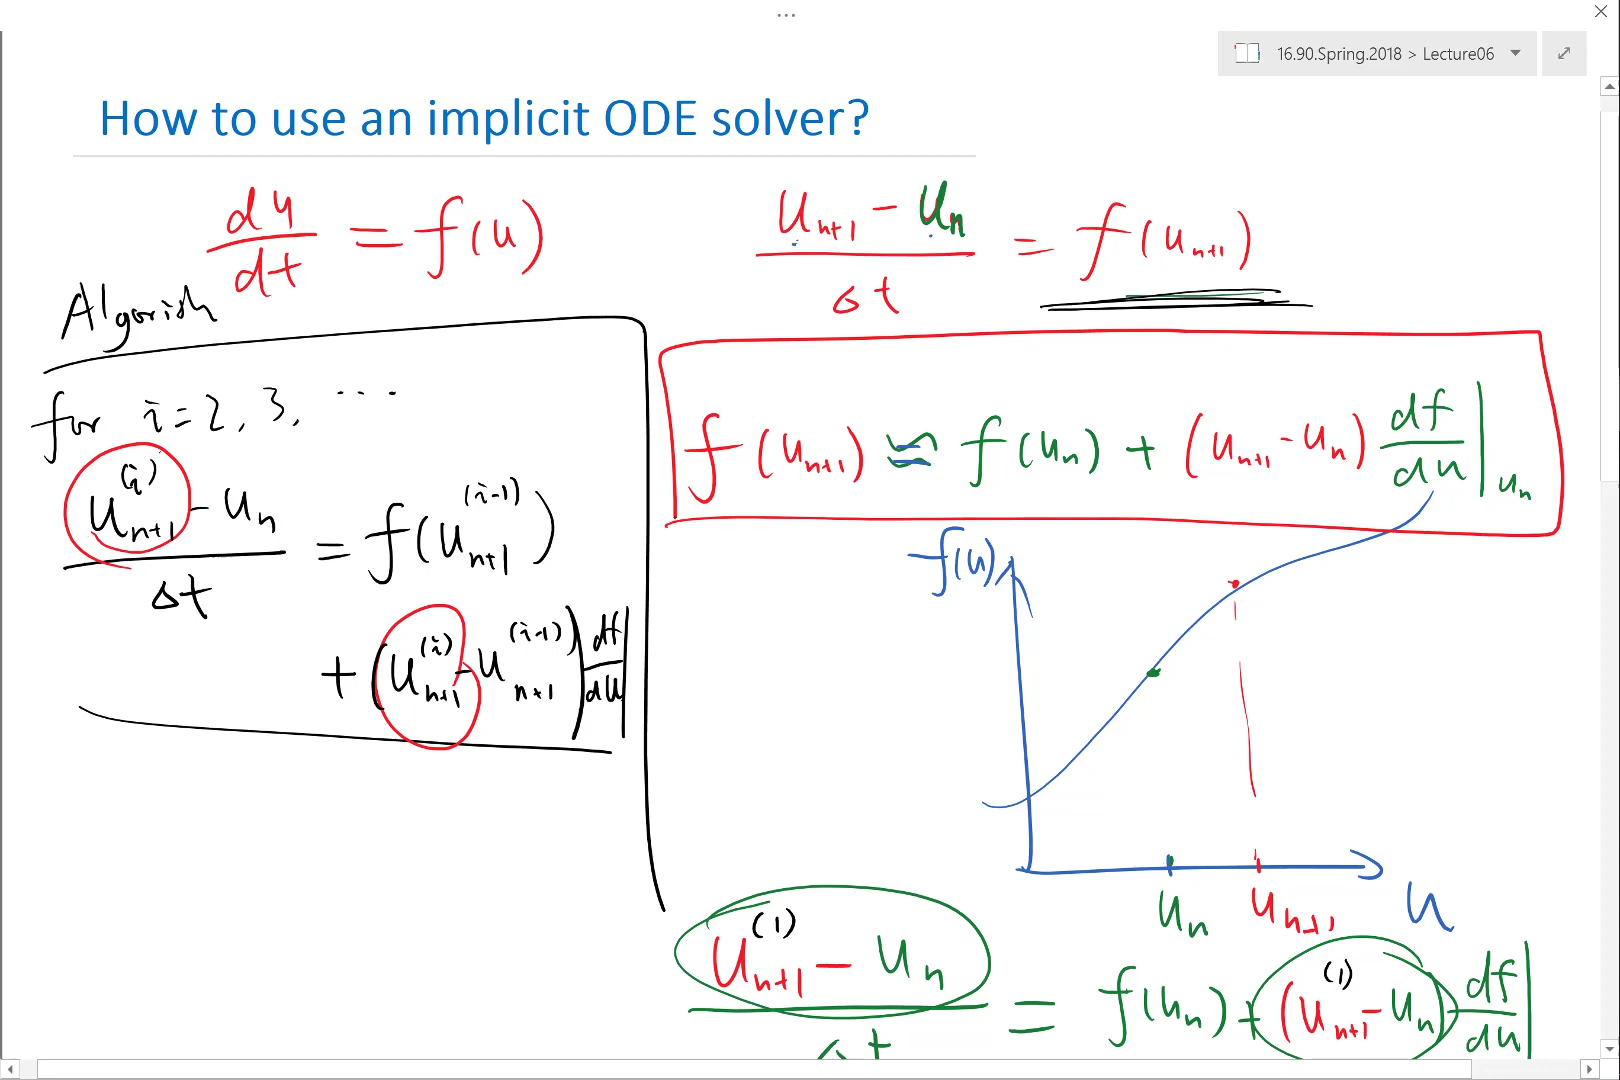 16.90.Spring.2018 > Lecture06
How to use an implicit ODE solver?
du/dt = f(u)
(u_{n+1} - u_n)/Δt = f(u_{n+1})
Algorith
for i = 2, 3, ...
(u_{n+1}^{(i)} - u_n)/Δt = f(u_{n+1}^{(i-1)})
+ (u_{n+1}^{(i)} - u_{n+1}^{(i-1)}) df/du|
f(u_{n+1}) ≈ f(u_n) + (u_{n+1} - u_n) df/du|_{u_n}
f(u)
u_n u_{n+1} u
(u_{n+1}^{(1)} - u_n)/Δt = f(u_n) + (u_{n+1}^{(1)} - u_n) df/du|